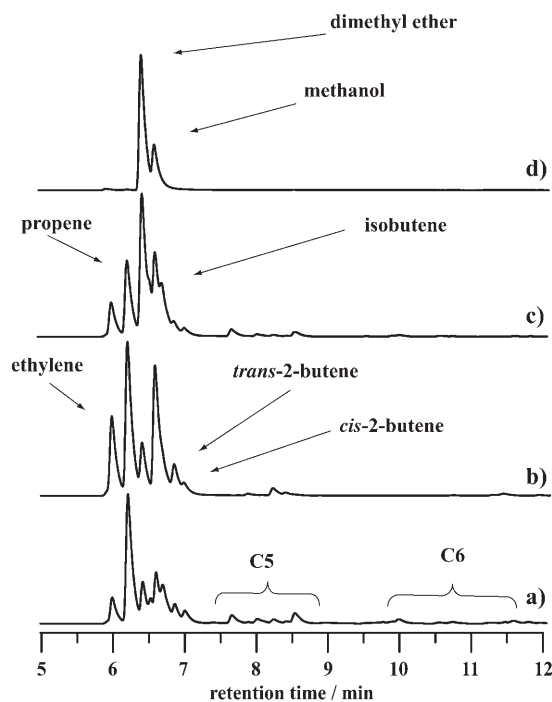 dimethyl ether
methanol
d)
propene
isobutene
c)
ethylene
trans-2-butene
cis-2-butene
b)
C5
C6
a)
5 6 7 8 9 10 11 12
retention time / min